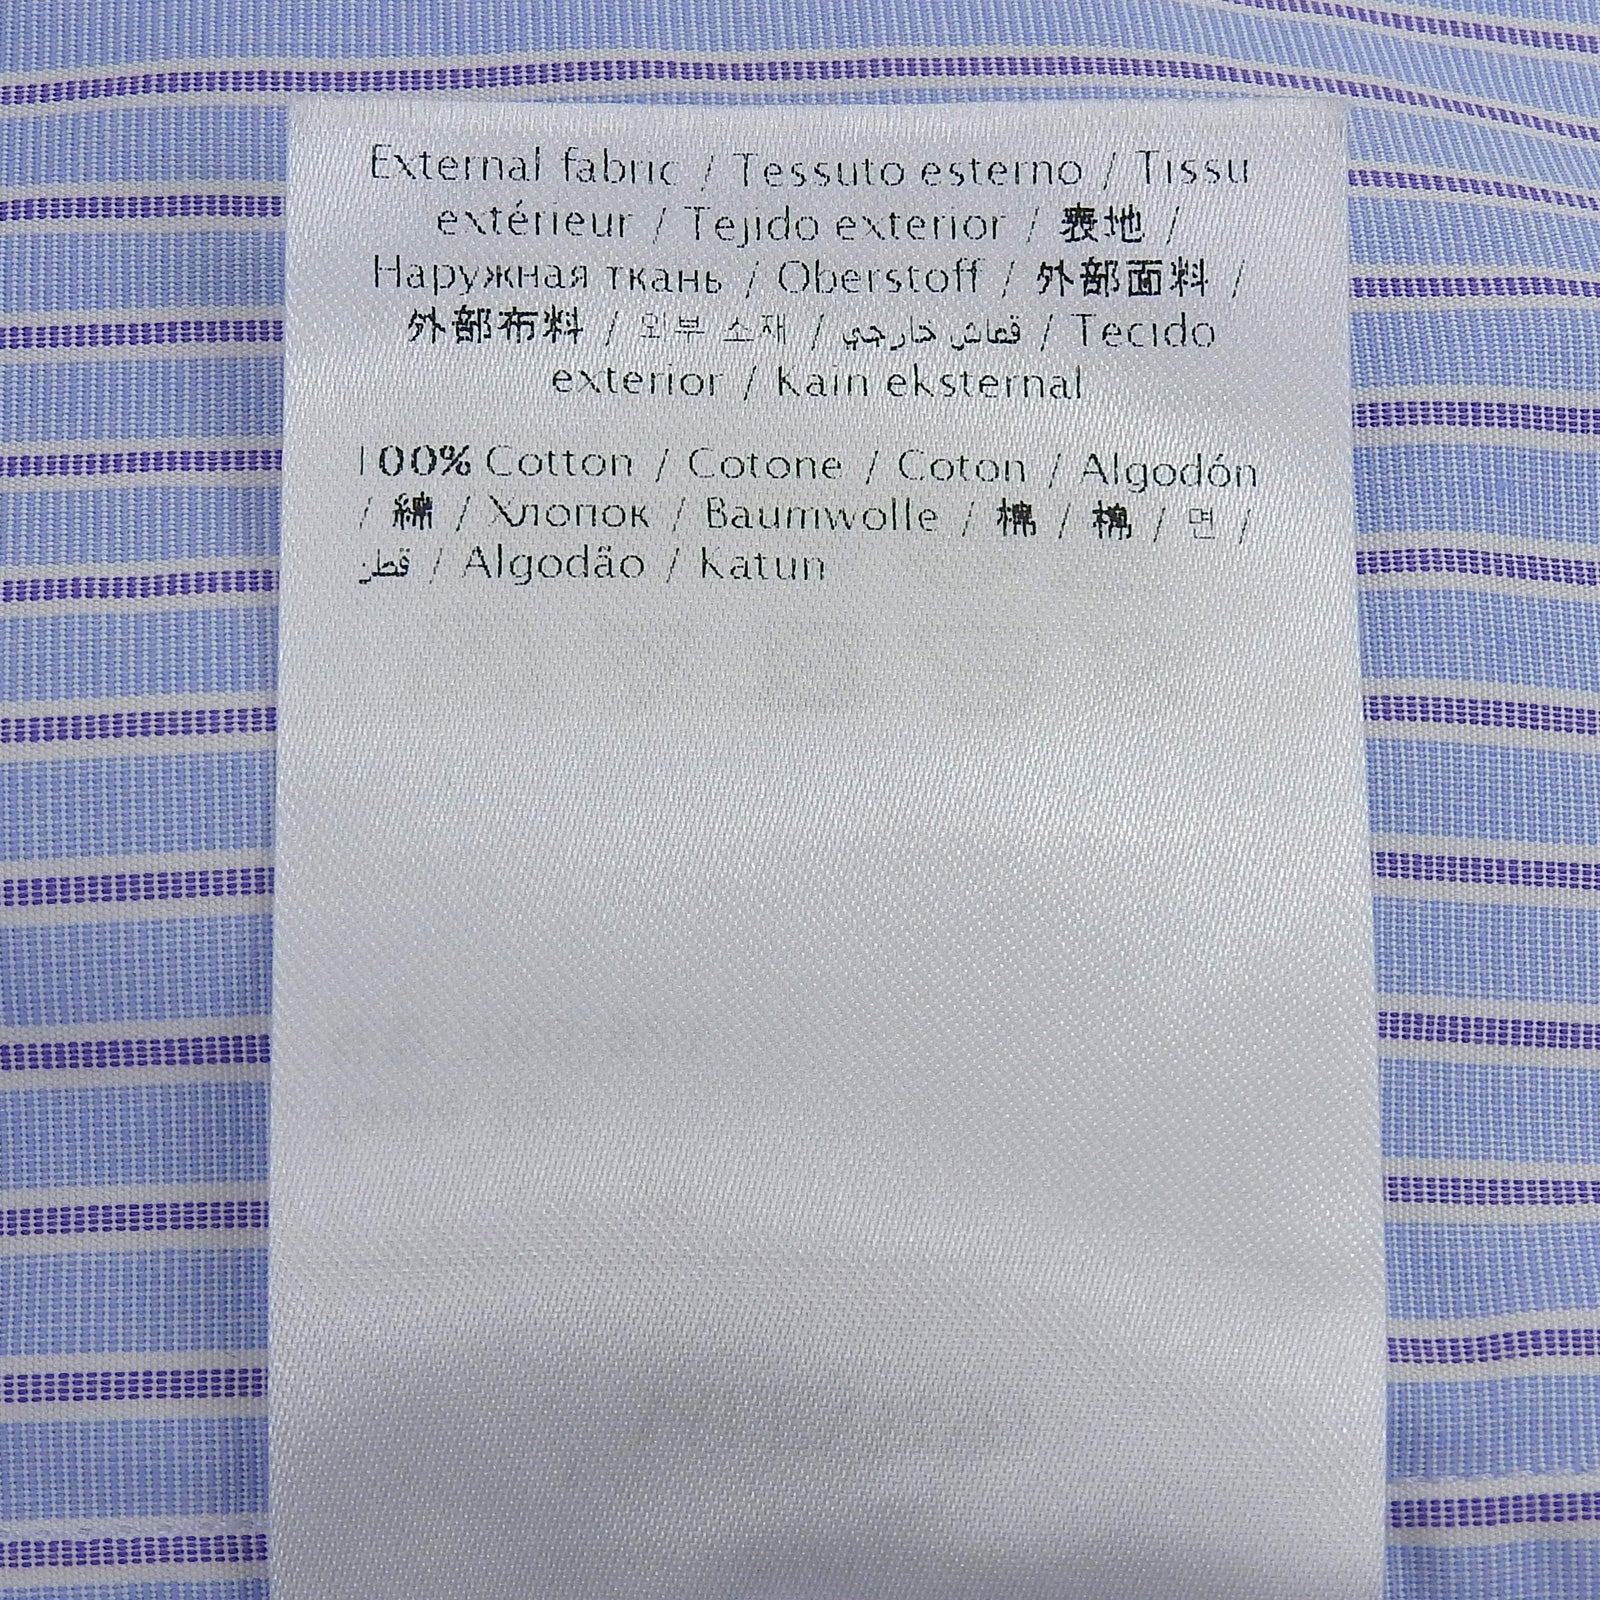 External fabric / Tessuto esterno / Tissu
extérieur / Tejido exterior / 表地 /
Наружная ткань / Oberstoff / 外部面料 /
外部布料 / 외부 소재 / قماش خارجي / Tecido
exterior / Kain eksternal
100% Cotton / Cotone / Coton / Algodón
/ 綿 / Хлопок / Baumwolle / 棉 / 棉 / 면 /
قطن / Algodão / Katun